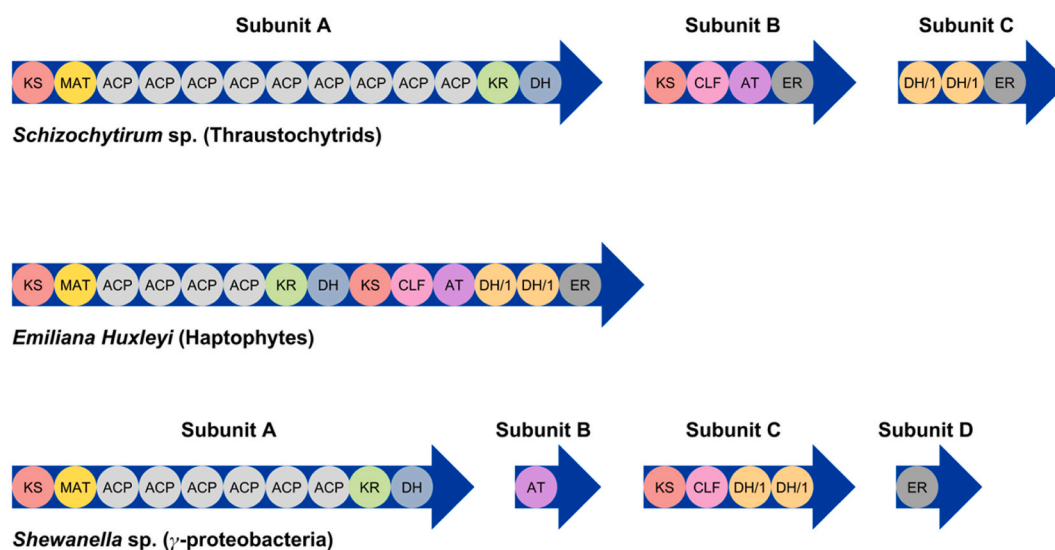 Subunit A Subunit B Subunit C
KS MAT ACP ACP ACP ACP ACP ACP ACP ACP ACP KR DH KS CLF AT ER DH/1 DH/1 ER
Schizochytirum sp. (Thraustochytrids)
KS MAT ACP ACP ACP ACP KR DH KS CLF AT DH/1 DH/1 ER
Emiliana Huxleyi (Haptophytes)
Subunit A Subunit B Subunit C Subunit D
KS MAT ACP ACP ACP ACP ACP ACP KR DH AT KS CLF DH/1 DH/1 ER
Shewanella sp. (γ-proteobacteria)